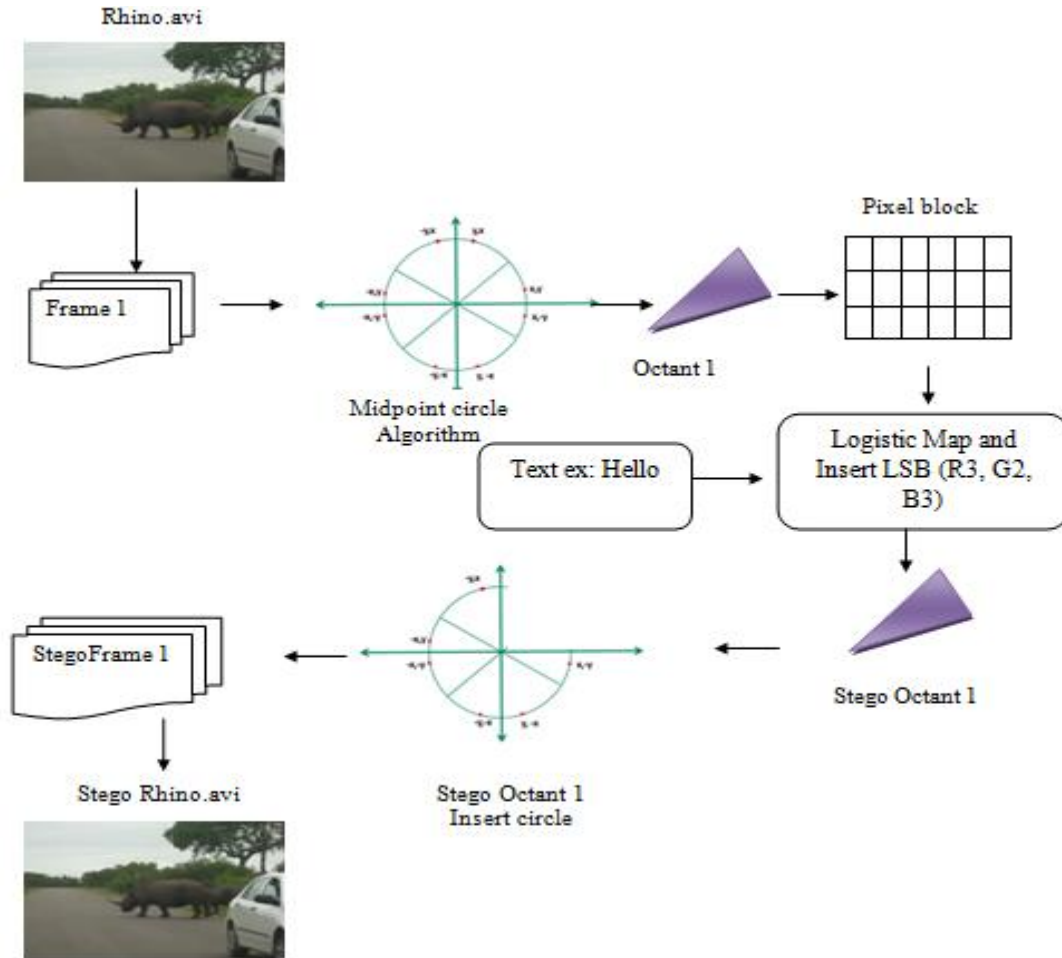 Rhino.avi
Pixel block
Frame 1
Octant 1
Midpoint circle
Algorithm
Text ex: Hello
Logistic Map and
Insert LSB (R3, G2,
B3)
StegoFrame 1
Stego Octant 1
Stego Rhino.avi
Stego Octant 1
Insert circle